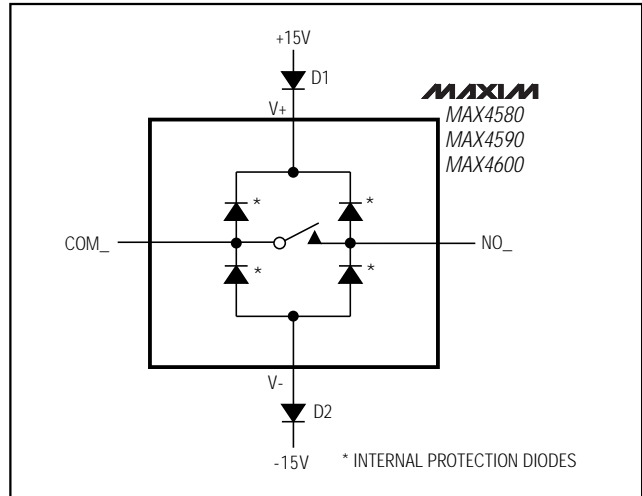 +15V
D1
MAXIM
V+
MAX4580
MAX4590
MAX4600
*
*
COM_
NO_
*
*
V-
D2
-15V
* INTERNAL PROTECTION DIODES